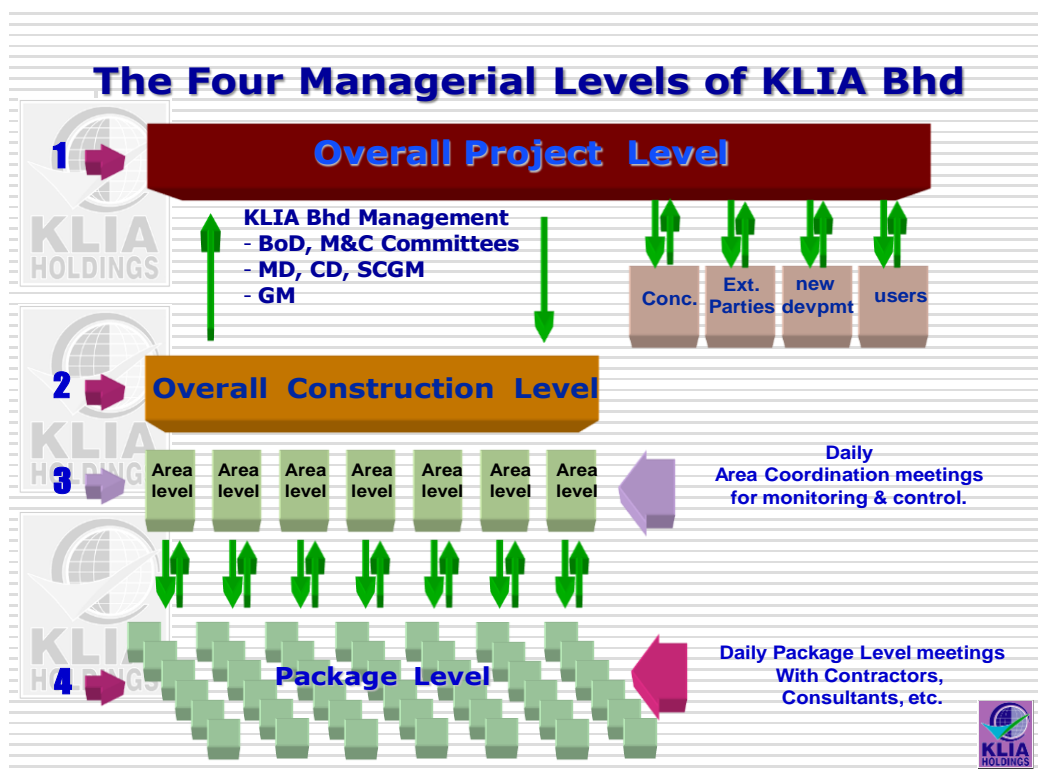 The Four Managerial Levels of KLIA Bhd
1
Overall Project Level
KLIA Bhd Management
- BoD, M&C Committees
- MD, CD, SCGM
- GM
Conc.
Ext.
Parties
new
devpmt
users
KLIA
HOLDINGS
2
Overall Construction Level
KLIA
HOLDINGS
3
Area
level
Area
level
Area
level
Area
level
Area
level
Area
level
Area
level
Daily
Area Coordination meetings
for monitoring & control.
4
Package Level
Daily Package Level meetings
With Contractors,
Consultants, etc.
KLIA
HOLDINGS
KLIA
HOLDINGS